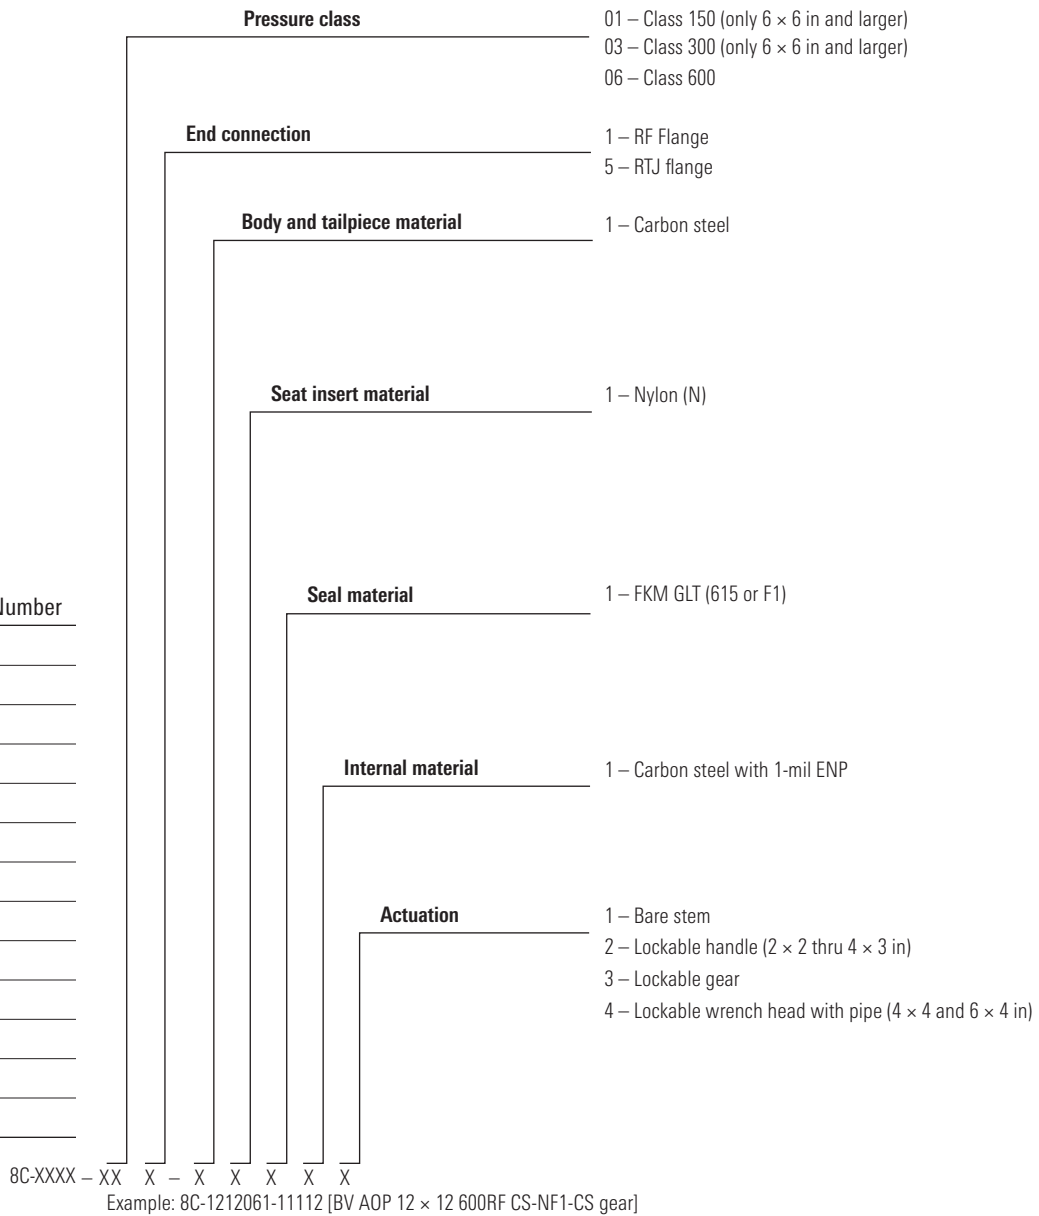 Pressure class
01 – Class 150 (only 6 × 6 in and larger)
03 – Class 300 (only 6 × 6 in and larger)
06 – Class 600
End connection
1 – RF Flange
5 – RTJ flange
Body and tailpiece material
1 – Carbon steel
Seat insert material
1 – Nylon (N)
Seal material
1 – FKM GLT (615 or F1)
Number
Internal material
1 – Carbon steel with 1-mil ENP
Actuation
1 – Bare stem
2 – Lockable handle (2 × 2 thru 4 × 3 in)
3 – Lockable gear
4 – Lockable wrench head with pipe (4 × 4 and 6 × 4 in)
8C-XXXX – XX X – X X X X X
Example: 8C-1212061-11112 [BV AOP 12 × 12 600RF CS-NF1-CS gear]